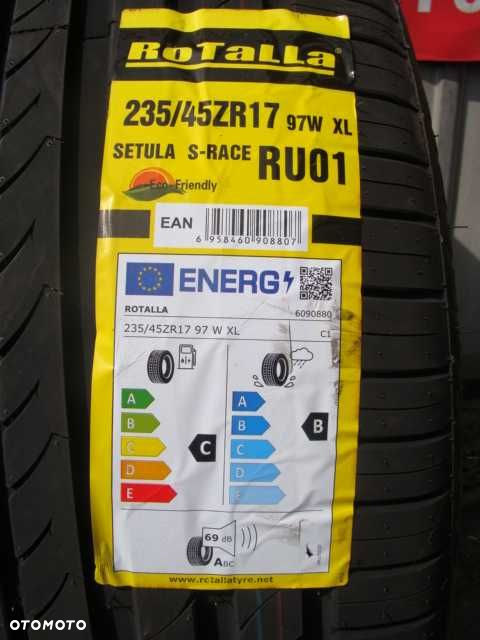 RoTaLLa
235/45ZR17 97W XL
SETULA S-RACE RU01
Eco-Friendly
EAN
6 958460 908807
ENERG
ROTALLA
6090880
235/45ZR17 97 W XL
C1
A
B
C
D
E
C
A
B
C
D
E
B
69 dB
ABC
www.rotallatyre.net
OTOMOTO